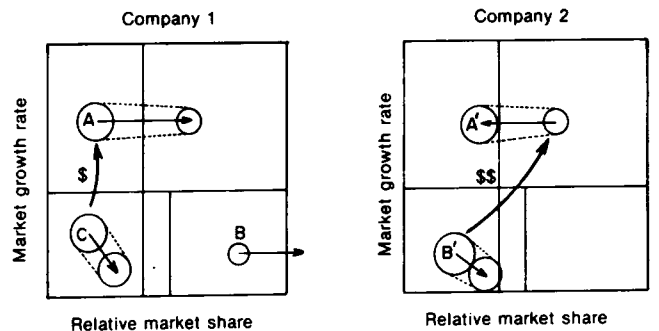 Company 1
Company 2
Market growth rate
A
$
C
B
Relative market share
Market growth rate
A′
$$
B′
Relative market share